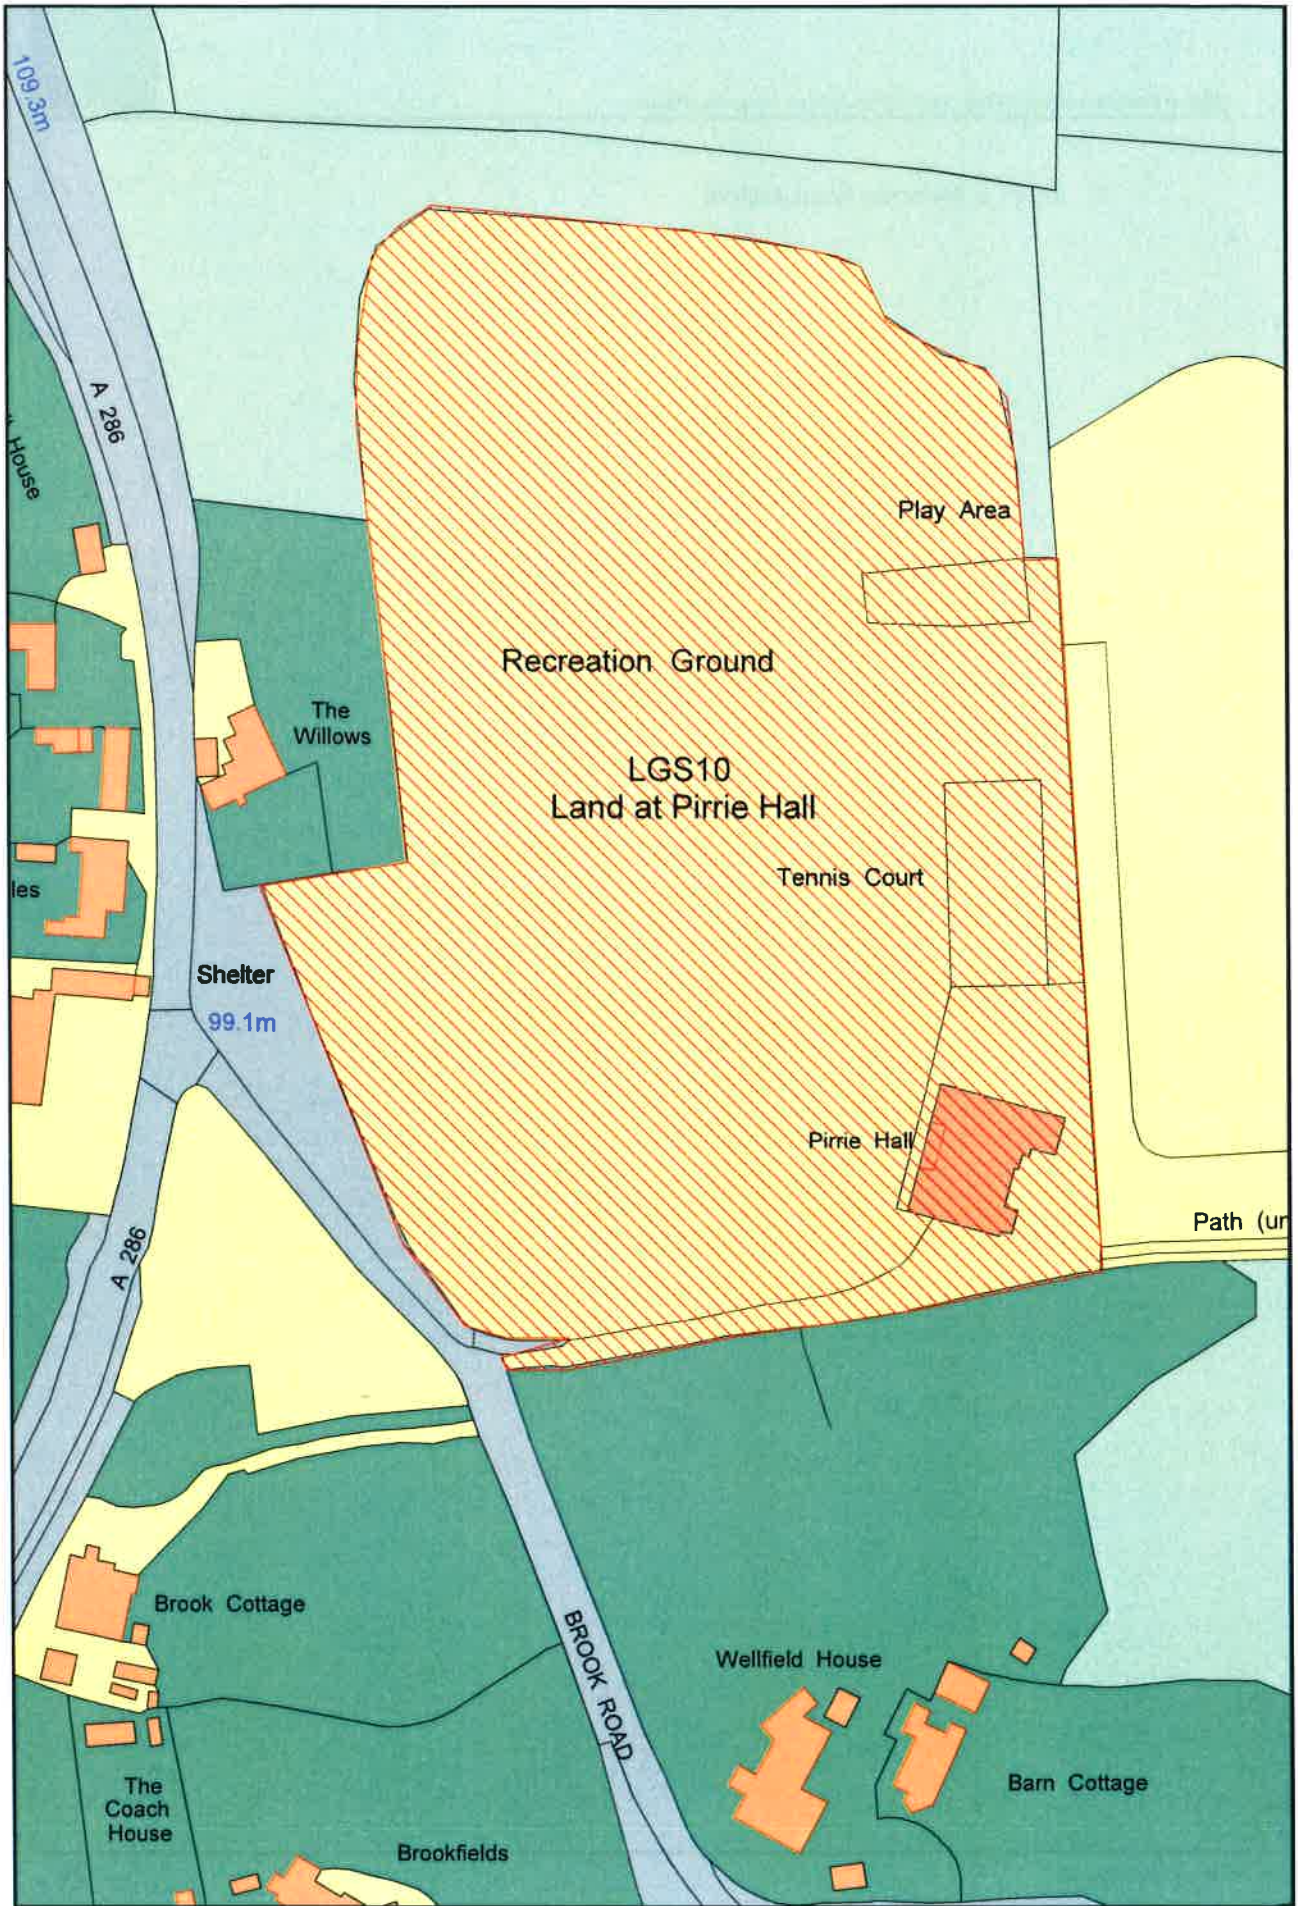 109.3m
A 286
House
Play Area
Recreation Ground
The
Willows
LGS10
Land at Pirrie Hall
Tennis Court
les
Shelter
99.1m
Pirrie Hall
Path (un
A 286
Brook Cottage
BROOK ROAD
Wellfield House
Barn Cottage
The
Coach
House
Brookfields